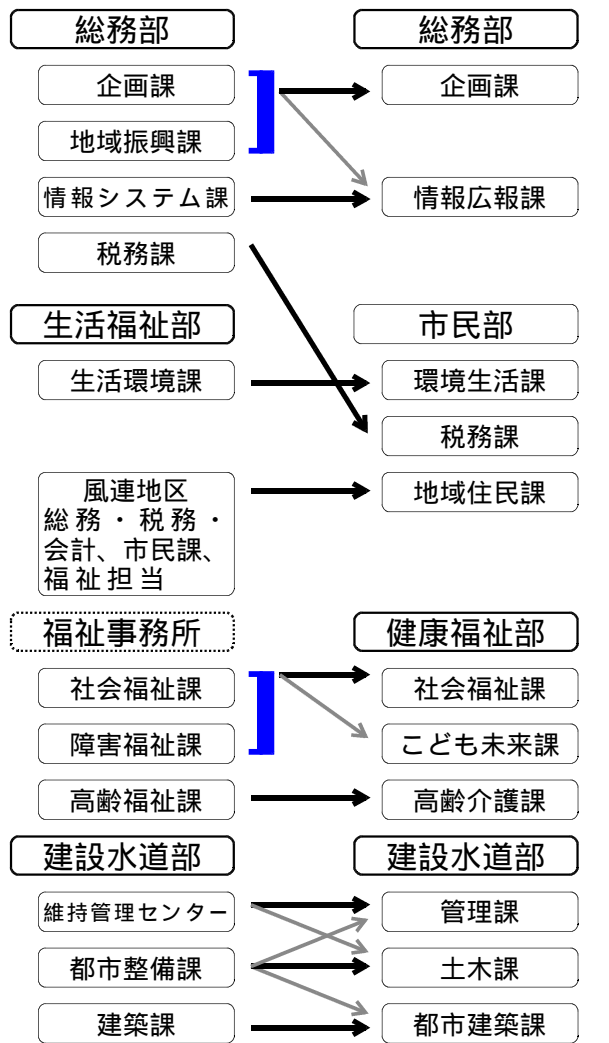 総務部
総務部
企画課
企画課
地域振興課
情報システム課
情報広報課
税務課
生活福祉部
市民部
生活環境課
環境生活課
税務課
風連地区
総務・税務・
会計、市民課、
福祉担当
地域住民課
福祉事務所
健康福祉部
社会福祉課
社会福祉課
障害福祉課
こども未来課
高齢福祉課
高齢介護課
建設水道部
建設水道部
維持管理センター
管理課
都市整備課
土木課
建築課
都市建築課